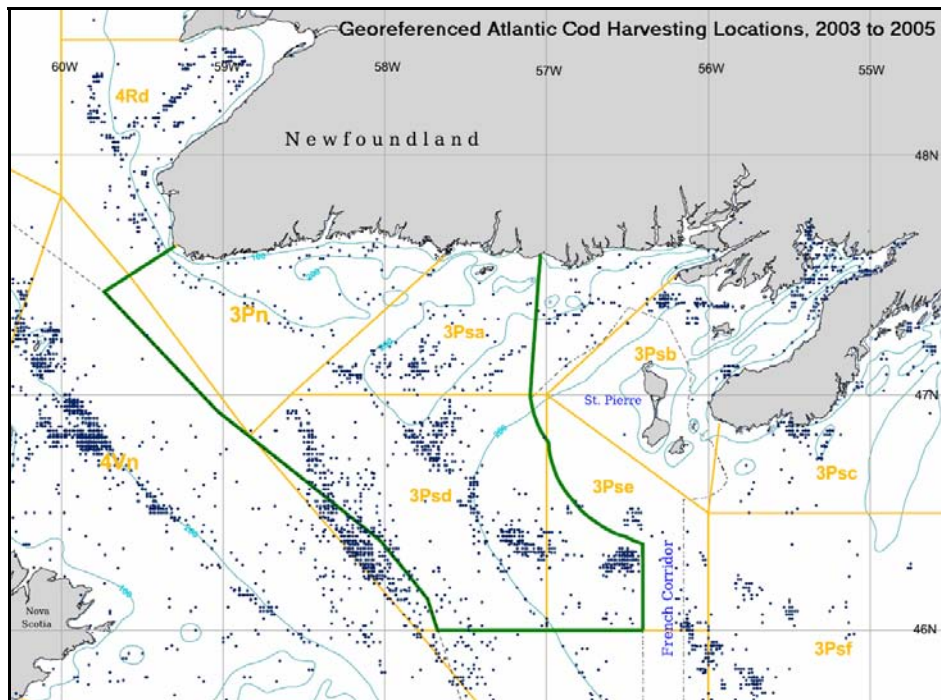 Georeferenced Atlantic Cod Harvesting Locations, 2003 to 2005
60W 59W 58W 57W 56W 55W
4Rd
Newfoundland
48N
3Pn
3Psa
3Psb
St. Pierre
47N
4Vn
3Psd
3Pse
3Psc
French Corridor
Nova
Scotia
46N
3Psf